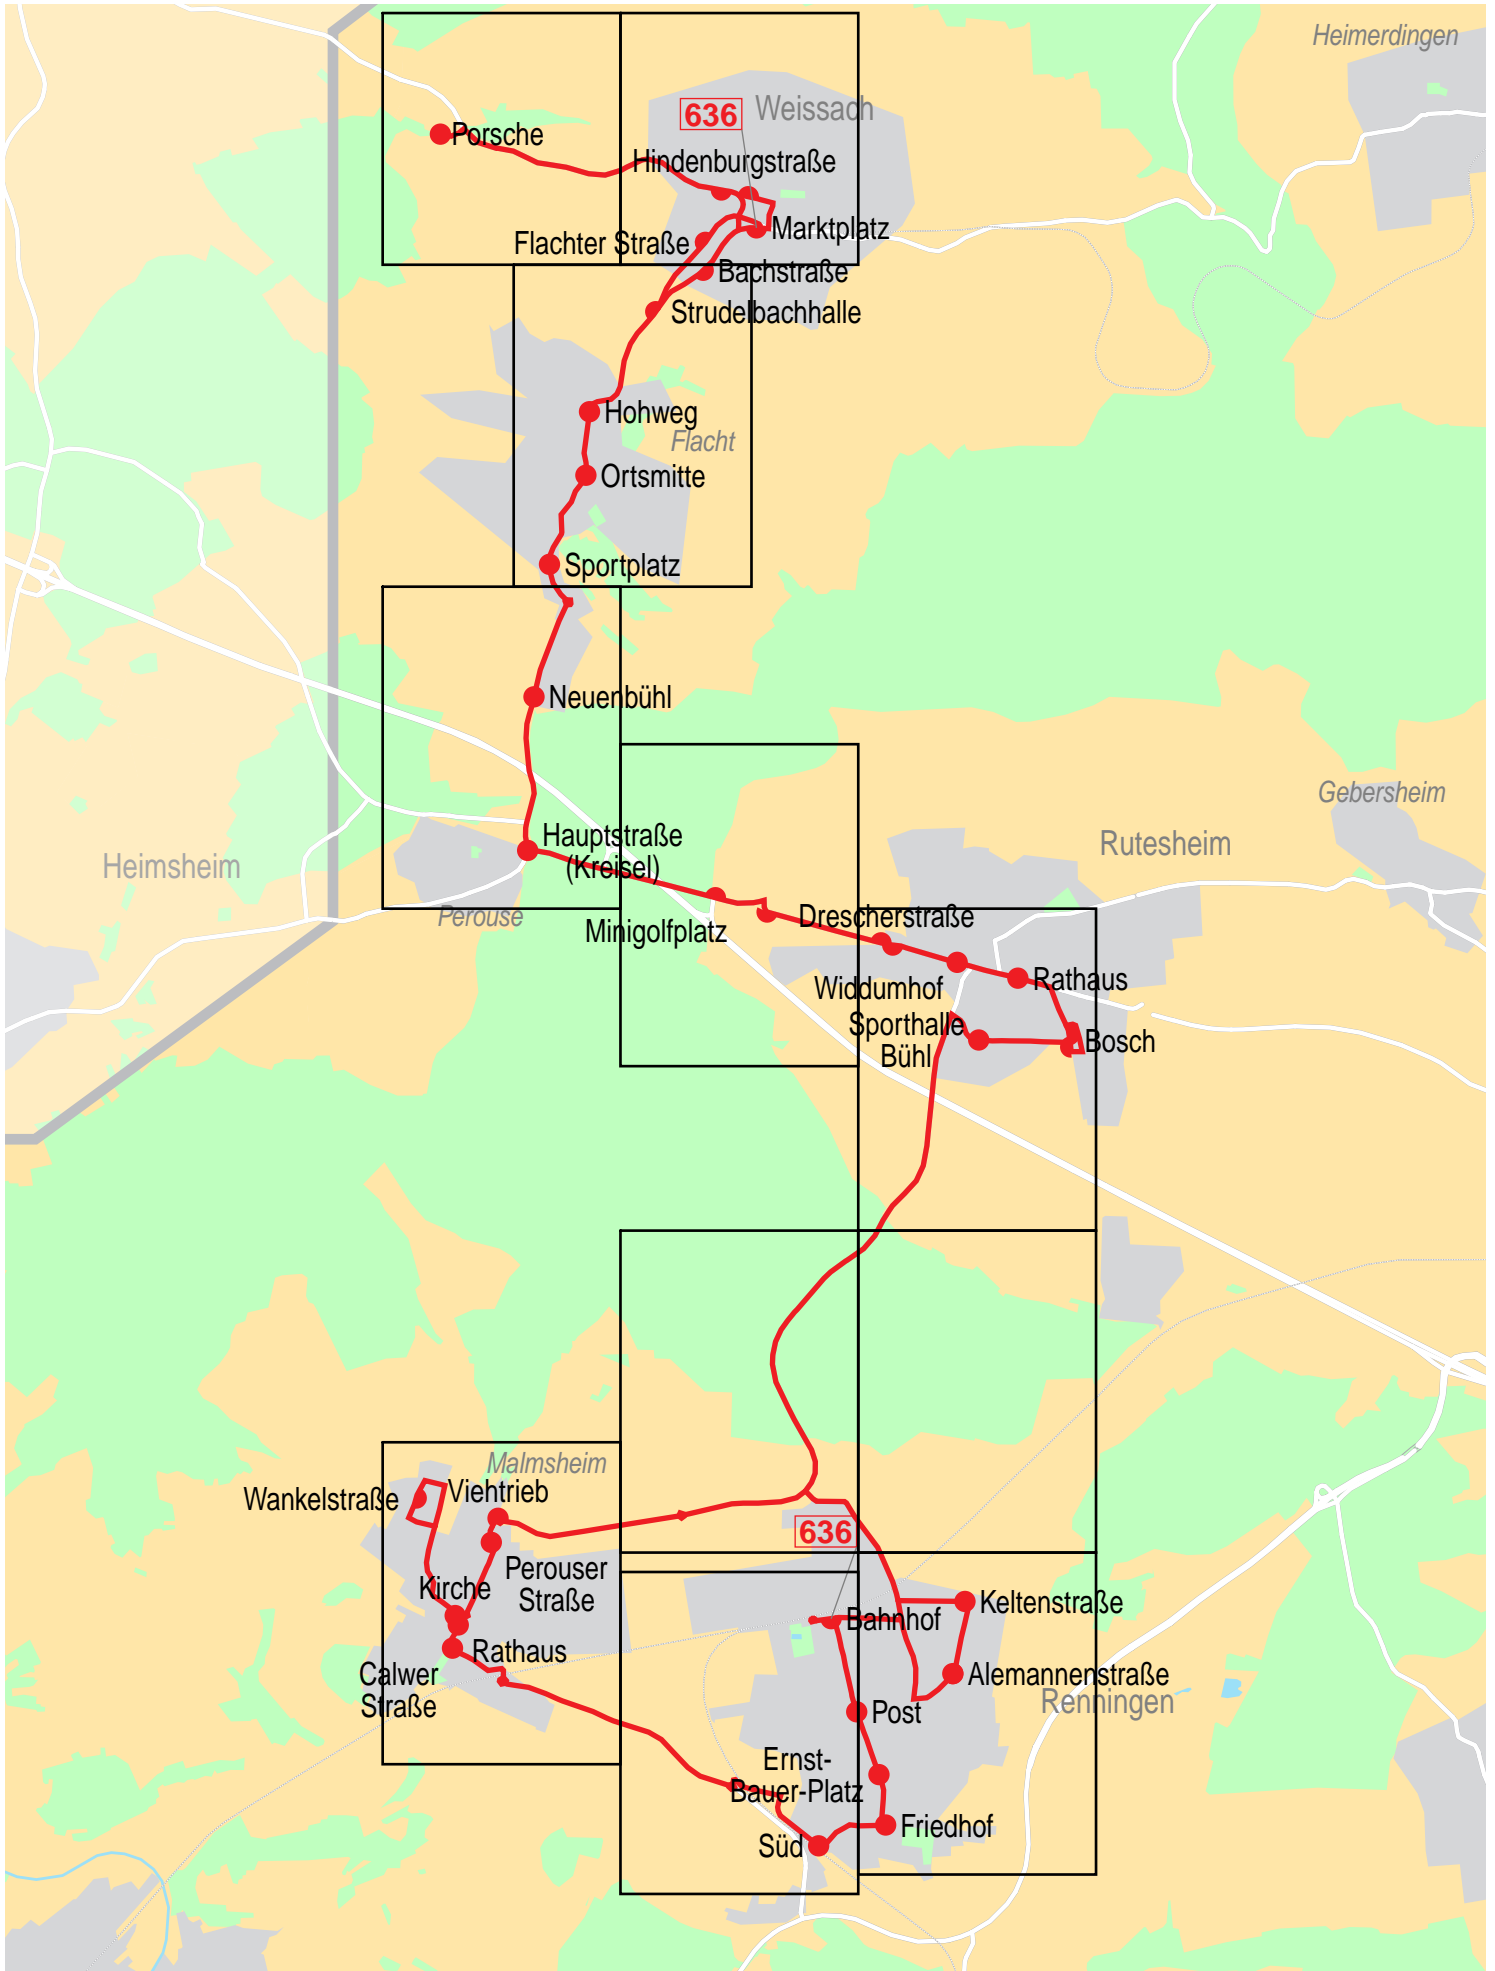 Heimerdingen
636
Weissach
Porsche
Hindenburgstraße
Flachter Straße
Marktplatz
Bachstraße
Strudelbachhalle
Hohweg
Flacht
Ortsmitte
Sportplatz
Neuenbühl
Gebersheim
Hauptstraße
(Kreisel)
Rutesheim
Heimsheim
Perouse
Drescherstraße
Minigolfplatz
Widdumhof
Rathaus
Sporthalle
Bühl
Bosch
Malmsheim
Wankelstraße
Viehtrieb
636
Perouser
Straße
Kirche
Keltenstraße
Bahnhof
Rathaus
Calwer
Straße
Alemannenstraße
Renningen
Post
Ernst-
Bauer-Platz
Friedhof
Süd